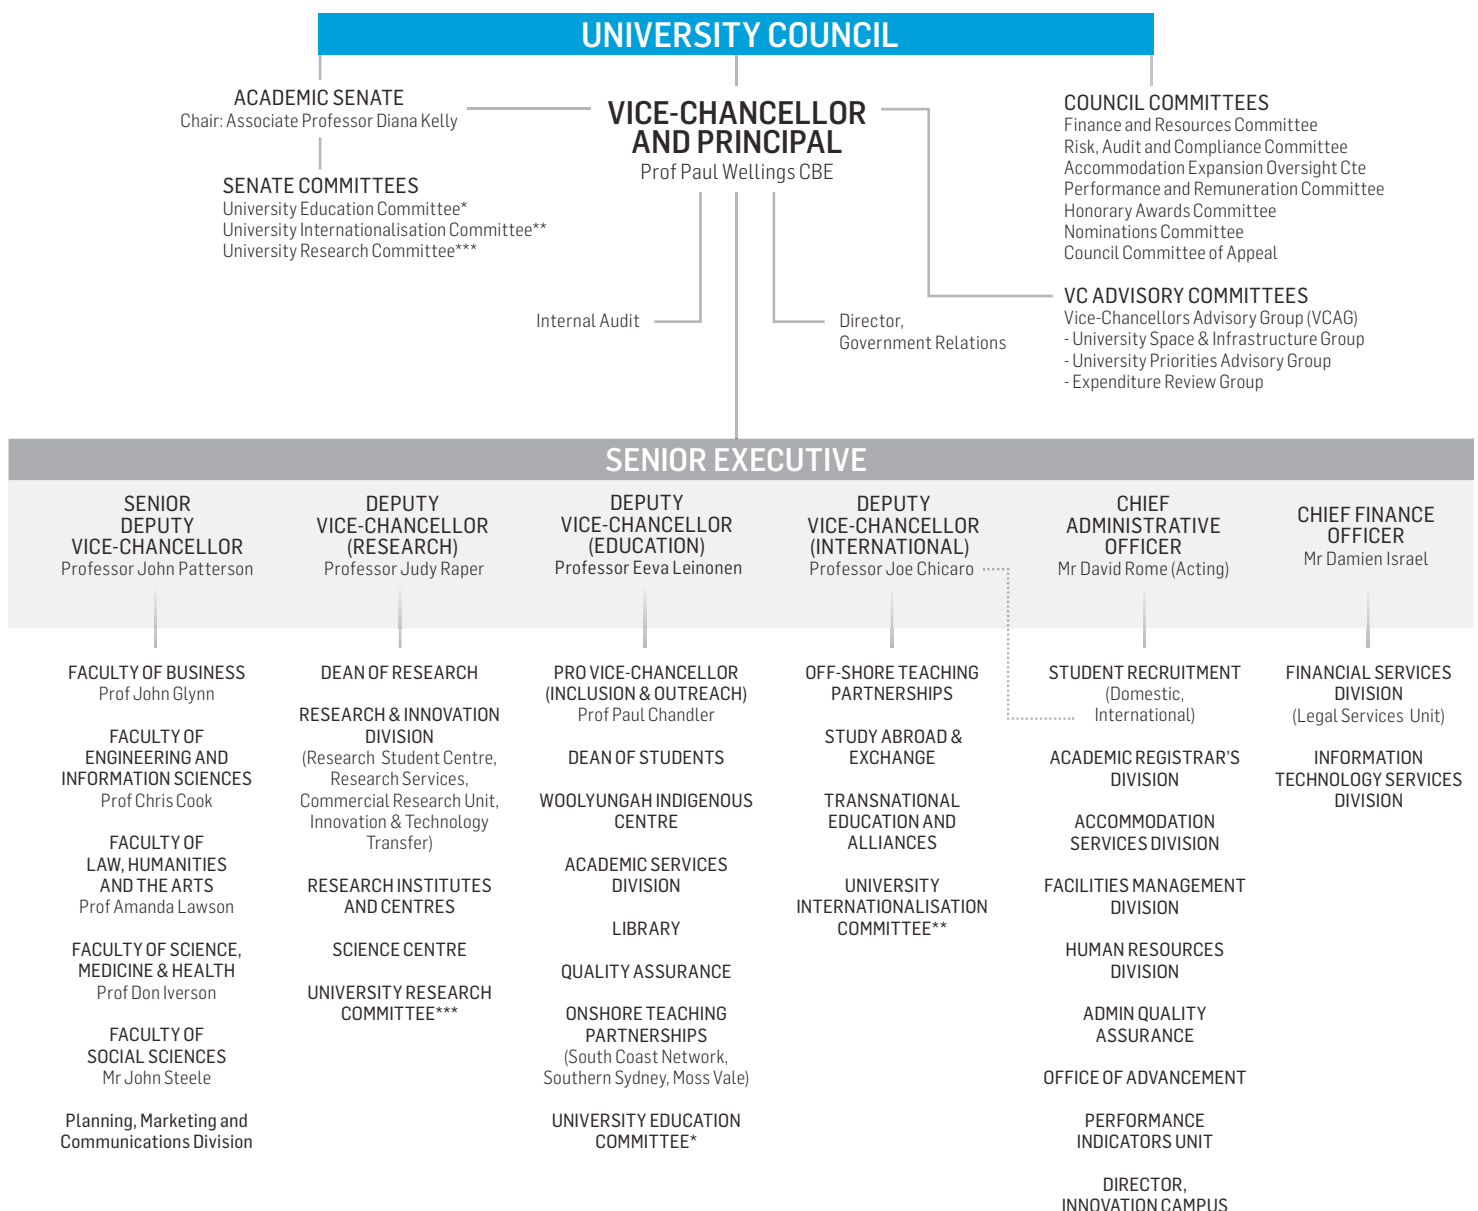 UNIVERSITY COUNCIL
ACADEMIC SENATE
Chair: Associate Professor Diana Kelly
SENATE COMMITTEES
University Education Committee*
University Internationalisation Committee**
University Research Committee***
VICE-CHANCELLOR
AND PRINCIPAL
Prof Paul Wellings CBE
COUNCIL COMMITTEES
Finance and Resources Committee
Risk, Audit and Compliance Committee
Accommodation Expansion Oversight Cte
Performance and Remuneration Committee
Honorary Awards Committee
Nominations Committee
Council Committee of Appeal
VC ADVISORY COMMITTEES
Vice-Chancellors Advisory Group (VCAG)
- University Space & Infrastructure Group
- University Priorities Advisory Group
- Expenditure Review Group
Internal Audit
Director,
Government Relations
SENIOR EXECUTIVE
SENIOR
DEPUTY
VICE-CHANCELLOR
Professor John Patterson
FACULTY OF BUSINESS
Prof John Glynn
FACULTY OF
ENGINEERING AND
INFORMATION SCIENCES
Prof Chris Cook
FACULTY OF
LAW, HUMANITIES
AND THE ARTS
Prof Amanda Lawson
FACULTY OF SCIENCE,
MEDICINE & HEALTH
Prof Don Iverson
FACULTY OF
SOCIAL SCIENCES
Mr John Steele
Planning, Marketing and
Communications Division
DEPUTY
VICE-CHANCELLOR
(RESEARCH)
Professor Judy Raper
DEAN OF RESEARCH
RESEARCH & INNOVATION
DIVISION
(Research Student Centre,
Research Services,
Commercial Research Unit,
Innovation & Technology
Transfer)
RESEARCH INSTITUTES
AND CENTRES
SCIENCE CENTRE
UNIVERSITY RESEARCH
COMMITTEE***
DEPUTY
VICE-CHANCELLOR
(EDUCATION)
Professor Eeva Leinonen
PRO VICE-CHANCELLOR
(INCLUSION & OUTREACH)
Prof Paul Chandler
DEAN OF STUDENTS
WOOLYUNGAH INDIGENOUS
CENTRE
ACADEMIC SERVICES
DIVISION
LIBRARY
QUALITY ASSURANCE
ONSHORE TEACHING
PARTNERSHIPS
(South Coast Network,
Southern Sydney, Moss Vale)
UNIVERSITY EDUCATION
COMMITTEE*
DEPUTY
VICE-CHANCELLOR
(INTERNATIONAL)
Professor Joe Chicaro
OFF-SHORE TEACHING
PARTNERSHIPS
STUDY ABROAD &
EXCHANGE
TRANSNATIONAL
EDUCATION AND
ALLIANCES
UNIVERSITY
INTERNATIONALISATION
COMMITTEE**
CHIEF
ADMINISTRATIVE
OFFICER
Mr David Rome (Acting)
STUDENT RECRUITMENT
(Domestic,
International)
ACADEMIC REGISTRAR'S
DIVISION
ACCOMMODATION
SERVICES DIVISION
FACILITIES MANAGEMENT
DIVISION
HUMAN RESOURCES
DIVISION
ADMIN QUALITY
ASSURANCE
OFFICE OF ADVANCEMENT
PERFORMANCE
INDICATORS UNIT
DIRECTOR,
INNOVATION CAMPUS
CHIEF FINANCE
OFFICER
Mr Damien Israel
FINANCIAL SERVICES
DIVISION
(Legal Services Unit)
INFORMATION
TECHNOLOGY SERVICES
DIVISION